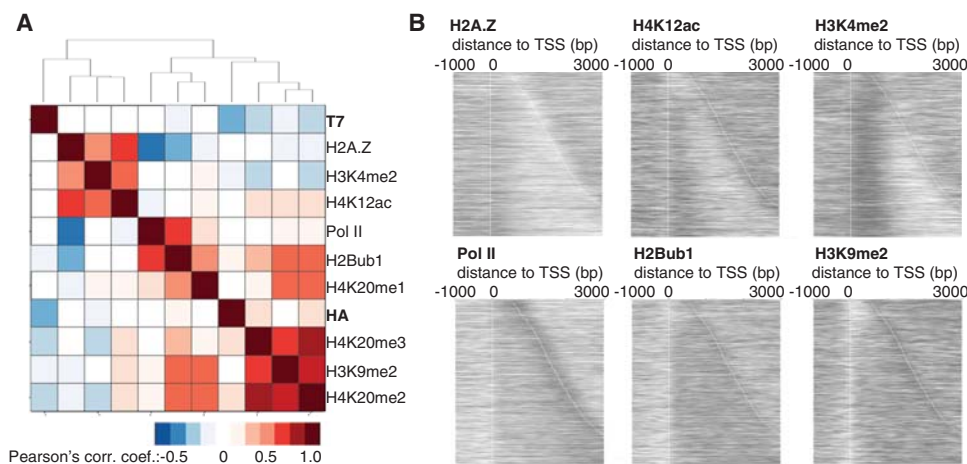 A
T7
H2A.Z
H3K4me2
H4K12ac
Pol II
H2Bub1
H4K20me1
HA
H4K20me3
H3K9me2
H4K20me2
Pearson's corr. coef.:-0.5 0 0.5 1.0
B
H2A.Z H4K12ac H3K4me2
distance to TSS (bp) distance to TSS (bp) distance to TSS (bp)
-1000 0 3000 -1000 0 3000 -1000 0 3000
Pol II H2Bub1 H3K9me2
distance to TSS (bp) distance to TSS (bp) distance to TSS (bp)
-1000 0 3000 -1000 0 3000 -1000 0 3000